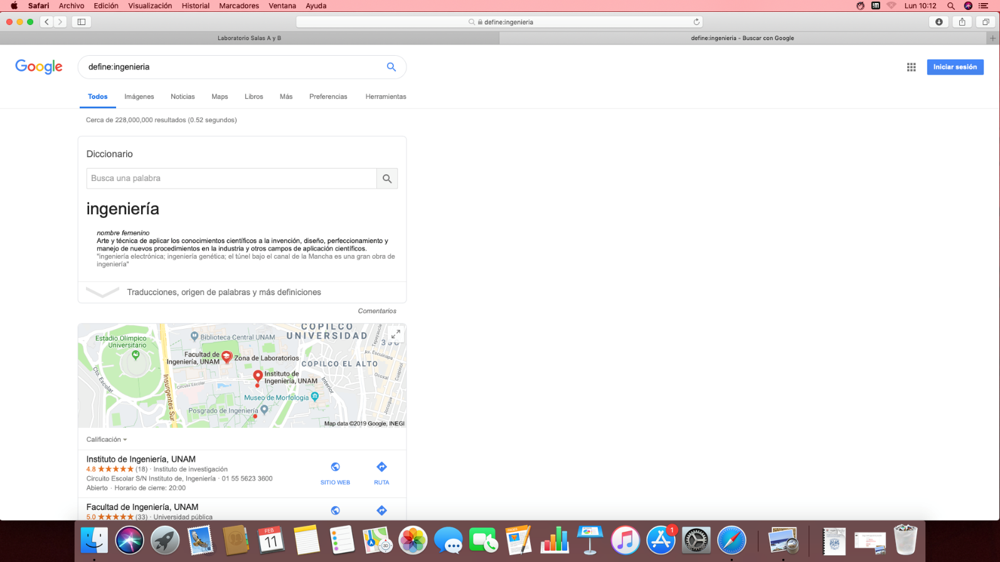 Safari Archivo Edición Visualización Historial Marcadores Ventana Ayuda Lun 10:12
define:ingenieria
Laboratorio Salas A y B
define:ingenieria - Buscar con Google
Google
define:ingenieria
Iniciar sesión
Todos Imágenes Noticias Maps Libros Más Preferencias Herramientas
Cerca de 228,000,000 resultados (0.52 segundos)
Diccionario
Busca una palabra
ingeniería
nombre femenino
Arte y técnica de aplicar los conocimientos científicos a la invención, diseño, perfeccionamiento y
manejo de nuevos procedimientos en la industria y otros campos de aplicación científicos.
"ingeniería electrónica; ingeniería genética; el túnel bajo el canal de la Mancha es una gran obra de
ingeniería"
Traducciones, origen de palabras y más definiciones
Comentarios
COPILCO
UNIVERSIDAD
Estadio Olímpico
Universitario
Biblioteca Central UNAM
Tepeyaucle
350
Av. Escuinapa
Facultad de
Ingeniería, UNAM
Zona de Laboratorios
COPILCO EL ALTO
Cto. Escolar
Insurgentes Sur
Circuito Escolar
Instituto de
Ingeniería, UNAM
Interior
Ocoxal
Cuapinol
Museo de Morfología
Jocoque
Posgrado de Ingeniería
Map data ©2019 Google, INEGI
Calificación
Instituto de Ingeniería, UNAM
4.8 ★★★★★ (18) · Instituto de investigación
Circuito Escolar S/N Instituto de, Ingeniería · 01 55 5623 3600
Abierto · Horario de cierre: 20:00
SITIO WEB
RUTA
Facultad de Ingeniería, UNAM
5.0 ★★★★★ (33) · Universidad pública
FEB
11
3D
PAGES
1